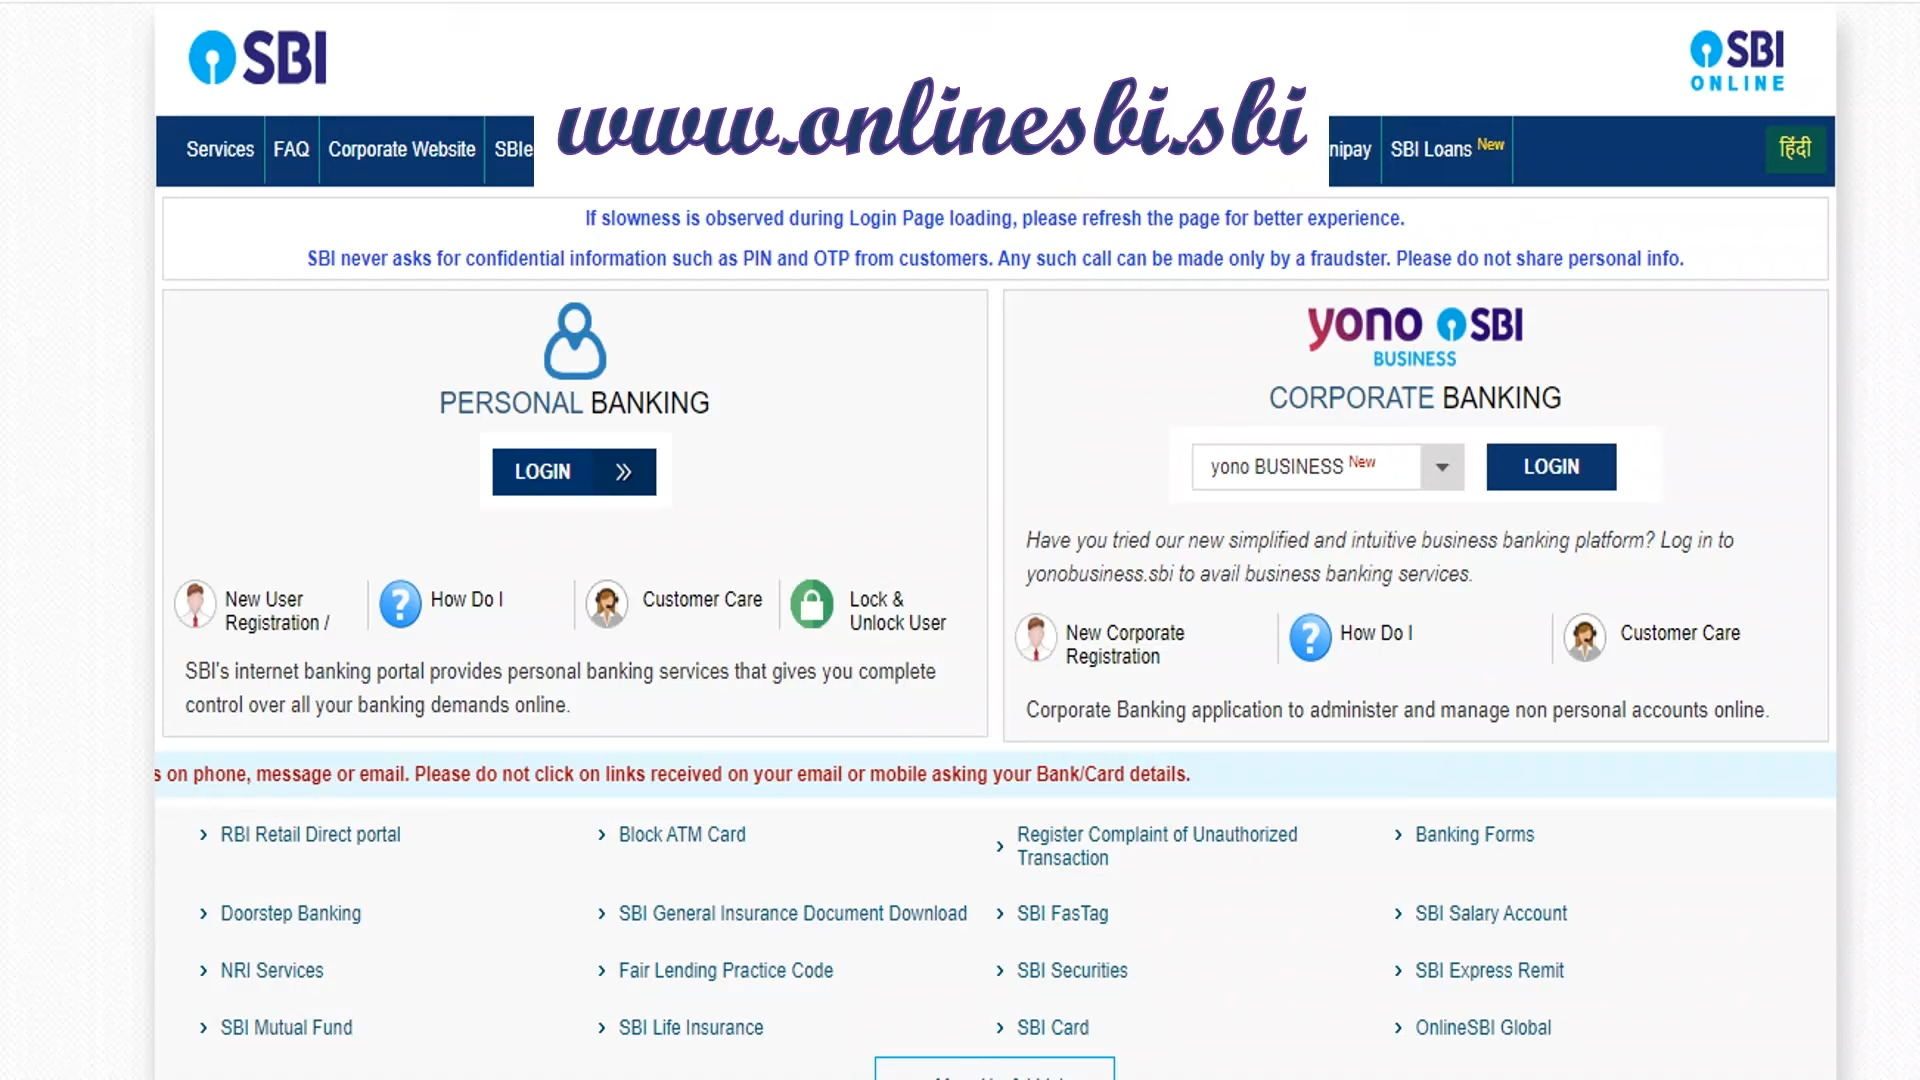 SBI
SBI
ONLINE
www.onlinesbi.sbi
Services FAQ Corporate Website SBIe nipay SBI Loans New हिंदी
If slowness is observed during Login Page loading, please refresh the page for better experience.
SBI never asks for confidential information such as PIN and OTP from customers. Any such call can be made only by a fraudster. Please do not share personal info.
PERSONAL BANKING
LOGIN »
New User
Registration /
How Do I
Customer Care
Lock &
Unlock User
SBI's internet banking portal provides personal banking services that gives you complete
control over all your banking demands online.
yono SBI
BUSINESS
CORPORATE BANKING
yono BUSINESS New LOGIN
Have you tried our new simplified and intuitive business banking platform? Log in to
yonobusiness.sbi to avail business banking services.
New Corporate
Registration
How Do I
Customer Care
Corporate Banking application to administer and manage non personal accounts online.
s on phone, message or email. Please do not click on links received on your email or mobile asking your Bank/Card details.
RBI Retail Direct portal
Block ATM Card
Register Complaint of Unauthorized
Transaction
Banking Forms
Doorstep Banking
SBI General Insurance Document Download
SBI FasTag
SBI Salary Account
NRI Services
Fair Lending Practice Code
SBI Securities
SBI Express Remit
SBI Mutual Fund
SBI Life Insurance
SBI Card
OnlineSBI Global